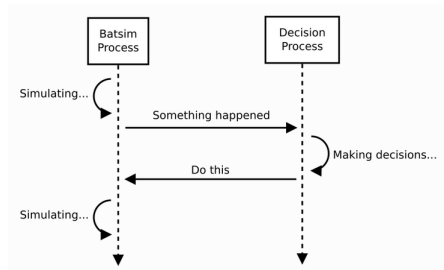 Batsim
Process
Decision
Process
Simulating...
Something happened
Making decisions...
Do this
Simulating...